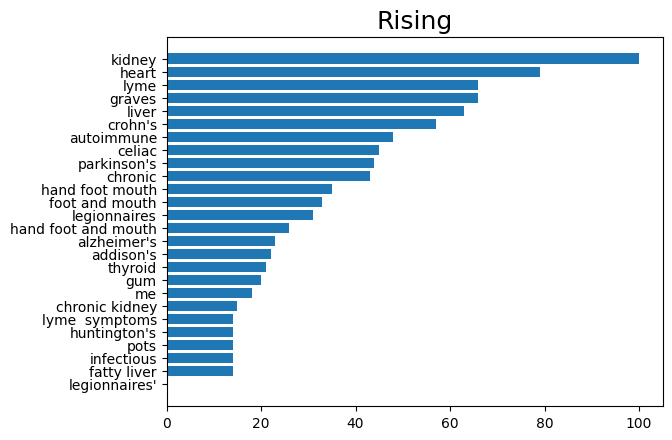 Rising
kidney
heart
lyme
graves
liver
crohn's
autoimmune
celiac
parkinson's
chronic
hand foot mouth
foot and mouth
legionnaires
hand foot and mouth
alzheimer's
addison's
thyroid
gum
me
chronic kidney
lyme  symptoms
huntington's
pots
infectious
fatty liver
legionnaires'
0 20 40 60 80 100